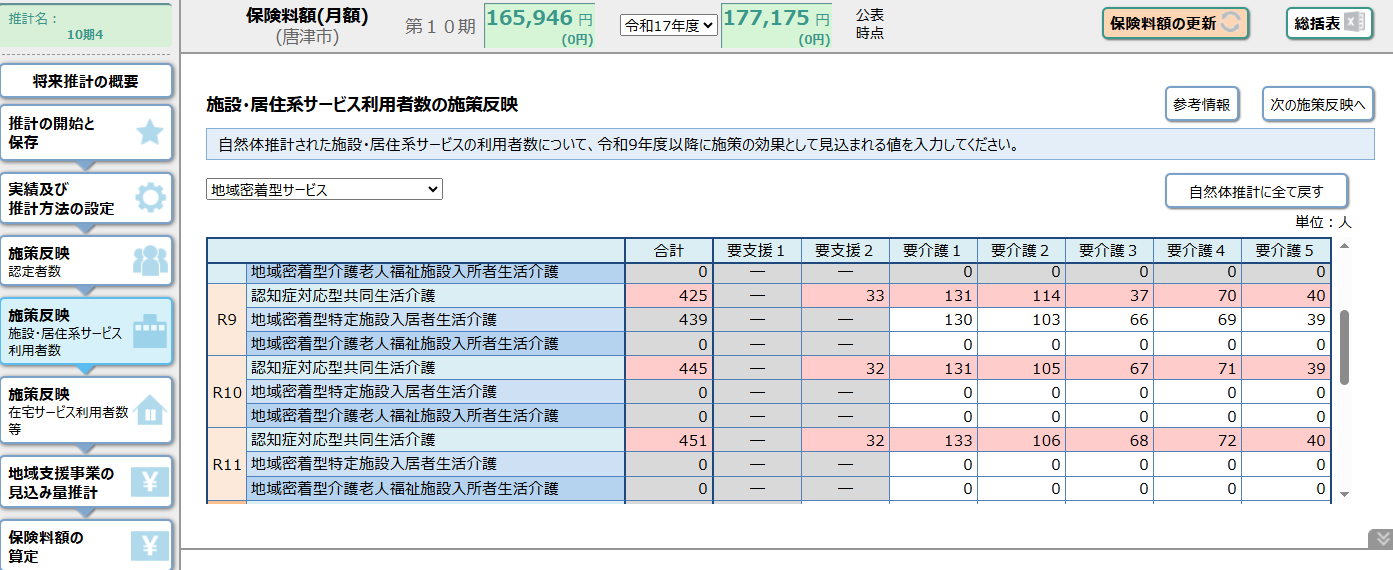 推計名：
10期4
保険料額(月額)
(唐津市)
第１０期
165,946 円
(0円)
令和17年度
177,175 円
(0円)
公表
時点
保険料額の更新
総括表
将来推計の概要
推計の開始と
保存
実績及び
推計方法の設定
施策反映
認定者数
施策反映
施設・居住系サービス
利用者数
施策反映
在宅サービス利用者数
等
地域支援事業の
見込み量推計
¥
保険料額の
算定
¥
施設・居住系サービス利用者数の施策反映
参考情報
次の施策反映へ
自然体推計された施設・居住系サービスの利用者数について、令和9年度以降に施策の効果として見込まれる値を入力してください。
地域密着型サービス
自然体推計に全て戻す
単位：人
合計 要支援１ 要支援２ 要介護１ 要介護２ 要介護３ 要介護４ 要介護５
地域密着型介護老人福祉施設入所者生活介護 0 ― ― 0 0 0 0 0
R9 認知症対応型共同生活介護 425 ― 33 131 114 37 70 40
地域密着型特定施設入居者生活介護 439 ― ― 130 103 66 69 39
地域密着型介護老人福祉施設入所者生活介護 0 ― ― 0 0 0 0 0
R10 認知症対応型共同生活介護 445 ― 32 131 105 67 71 39
地域密着型特定施設入居者生活介護 0 ― ― 0 0 0 0 0
地域密着型介護老人福祉施設入所者生活介護 0 ― ― 0 0 0 0 0
R11 認知症対応型共同生活介護 451 ― 32 133 106 68 72 40
地域密着型特定施設入居者生活介護 0 ― ― 0 0 0 0 0
地域密着型介護老人福祉施設入所者生活介護 0 ― ― 0 0 0 0 0